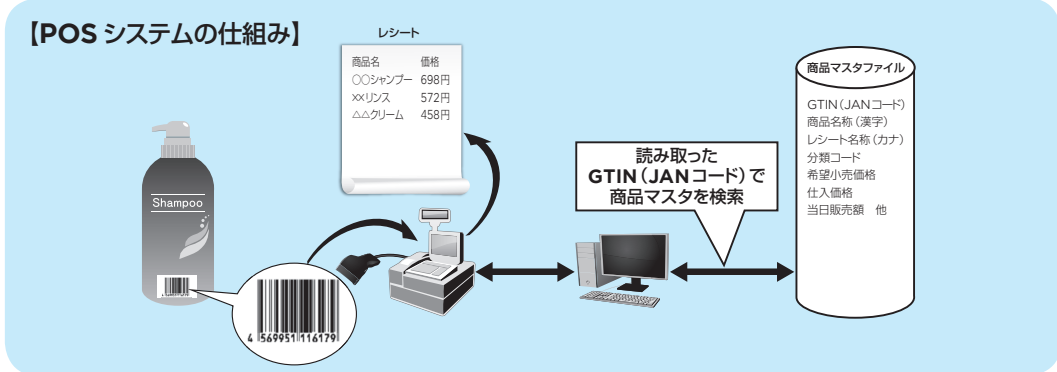 【POS システムの仕組み】
レシート
商品名 価格
○○シャンプー 698円
××リンス 572円
△△クリーム 458円
Shampoo
4 569951 116179
読み取った
GTIN(JANコード)で
商品マスタを検索
商品マスタファイル
GTIN(JANコード)
商品名称(漢字)
レシート名称(カナ)
分類コード
希望小売価格
仕入価格
当日販売額 他